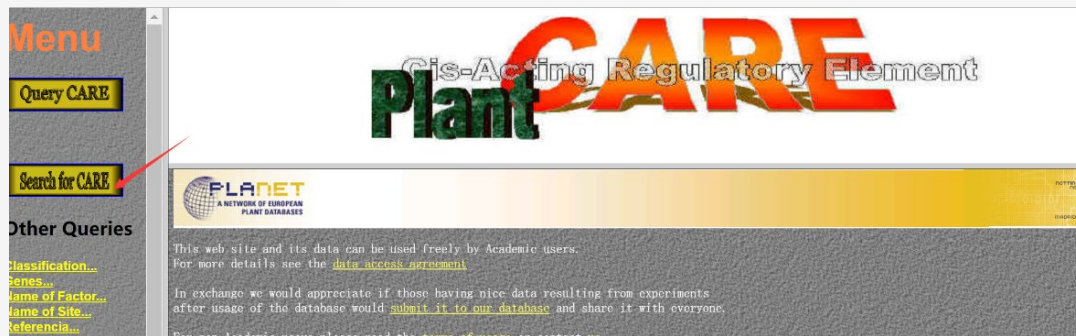 Menu
Query CARE
Search for CARE
Other Queries
Classification...
Genes...
Name of Factor...
Name of Site...
Referencia...
Cis-Acting Regulatory Element
Plant CARE
PLANET
A NETWORK OF EUROPEAN
PLANT DATABASES
This web site and its data can be used freely by Academic users.
For more details see the data access agreement
In exchange we would appreciate if those having nice data resulting from experiments
after usage of the database would submit it to our database and share it with everyone.